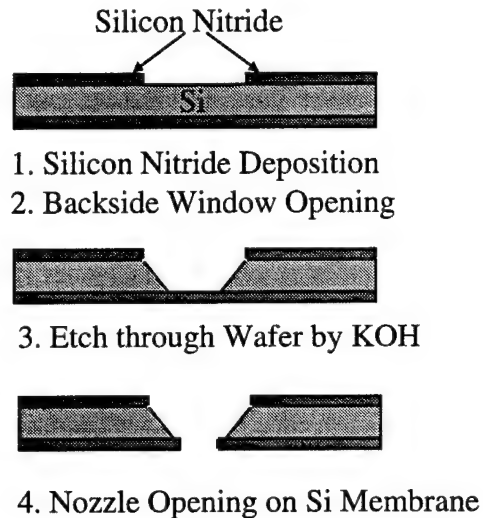 Silicon Nitride
Si
1. Silicon Nitride Deposition
2. Backside Window Opening
3. Etch through Wafer by KOH
4. Nozzle Opening on Si Membrane